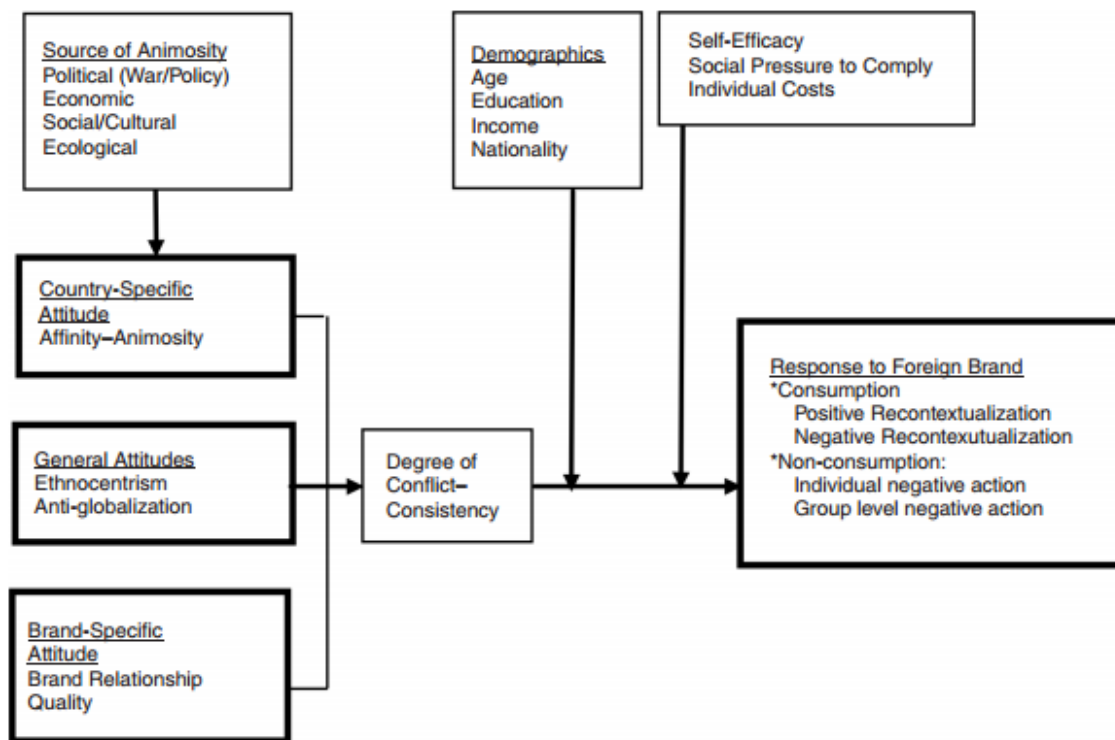 Source of Animosity
Political (War/Policy)
Economic
Social/Cultural
Ecological
Demographics
Age
Education
Income
Nationality
Self-Efficacy
Social Pressure to Comply
Individual Costs
Country-Specific
Attitude
Affinity–Animosity
General Attitudes
Ethnocentrism
Anti-globalization
Brand-Specific
Attitude
Brand Relationship
Quality
Degree of
Conflict–
Consistency
Response to Foreign Brand
*Consumption
Positive Recontextualization
Negative Recontexutualization
*Non-consumption:
Individual negative action
Group level negative action